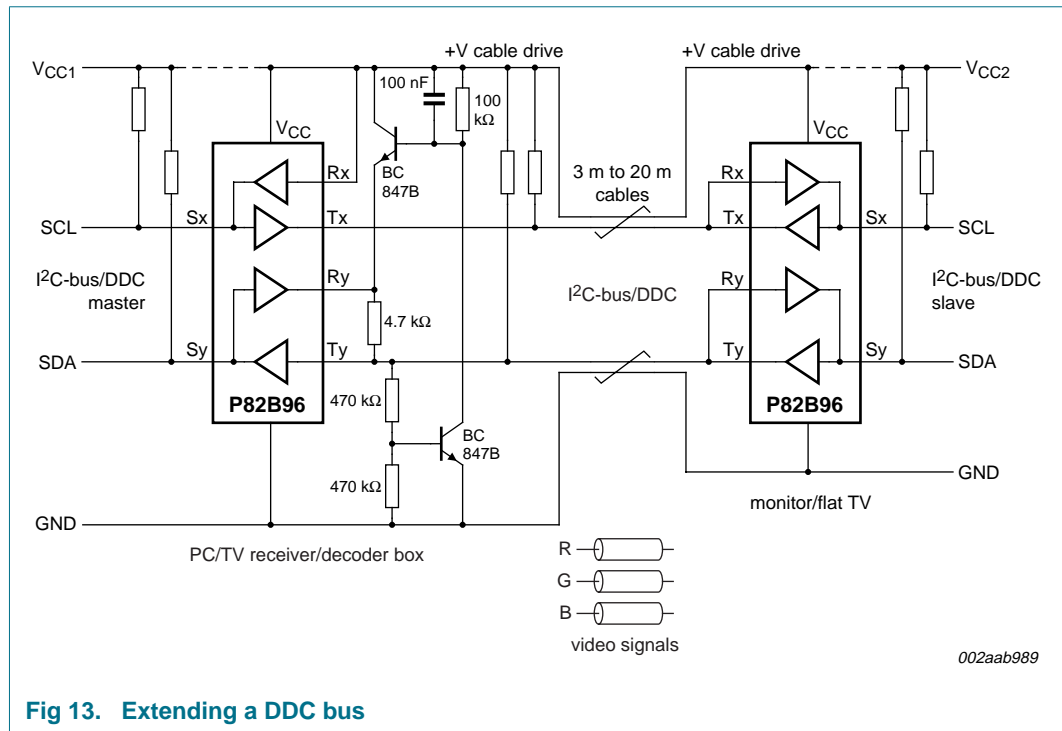 +V cable drive
+V cable drive
VCC1
VCC2
100 nF
100
kΩ
VCC
VCC
Rx
BC
847B
3 m to 20 m
cables
Rx
Sx
Tx
Tx
Sx
SCL
SCL
I2C-bus/DDC
master
Ry
I2C-bus/DDC
Ry
I2C-bus/DDC
slave
4.7 kΩ
SDA
Sy
Ty
Ty
Sy
SDA
P82B96
470 kΩ
BC
847B
P82B96
470 kΩ
GND
monitor/flat TV
GND
PC/TV receiver/decoder box
R
G
B
video signals
002aab989
Fig 13. Extending a DDC bus